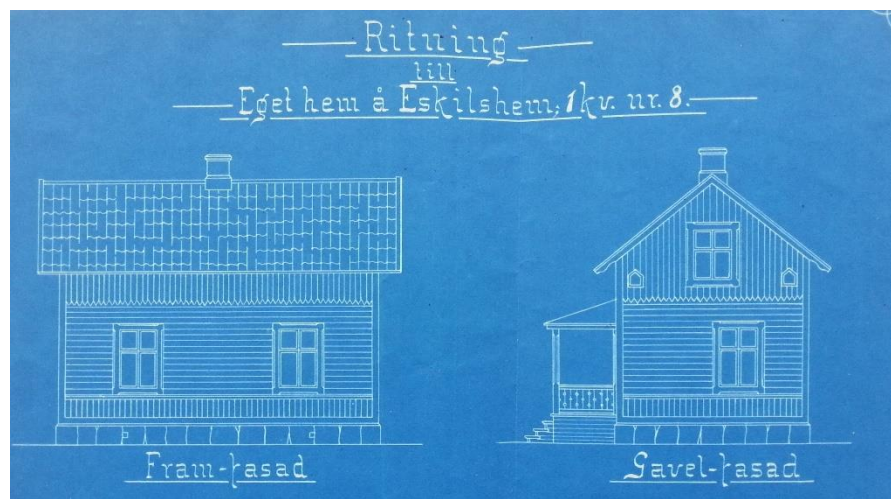 Ritning
till
Eget hem å Eskilshem; 1 kv. nr. 8.
Fram-fasad
Gavel-fasad